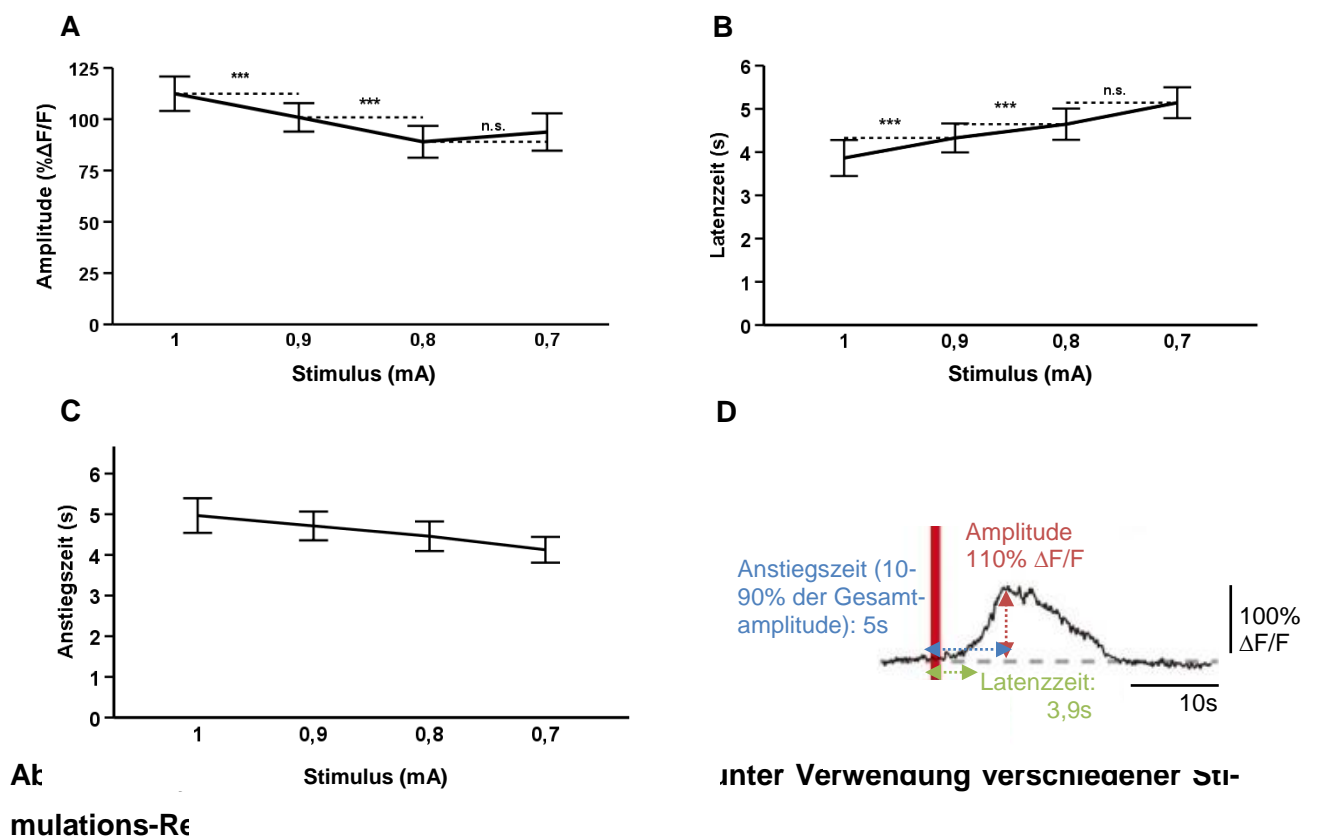 A
125
100
75
50
25
0
Amplitude (%ΔF/F)
***
***
n.s.
1 0,9 0,8 0,7
Stimulus (mA)
B
6
5
4
3
2
1
0
Latenzzeit (s)
***
***
n.s.
1 0,9 0,8 0,7
Stimulus (mA)
C
6
5
4
3
2
1
0
Anstiegszeit (s)
1 0,9 0,8 0,7
Stimulus (mA)
D
Amplitude
110% ΔF/F
Anstiegszeit (10-
90% der Gesamt-
amplitude): 5s
100%
ΔF/F
Latenzzeit:
3,9s
10s
unter Verwendung verschiedener Sti-
mulations-Re